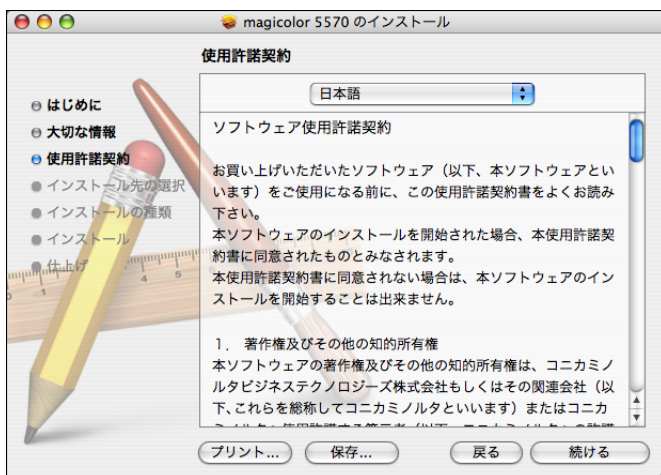 magicolor 5570 のインストール
使用許諾契約
はじめに
大切な情報
使用許諾契約
インストール先の選択
インストールの種類
インストール
仕上げ
日本語
ソフトウェア使用許諾契約
お買い上げいただいたソフトウェア（以下、本ソフトウェアとい
います）をご使用になる前に、この使用許諾契約書をよくお読み
下さい。
本ソフトウェアのインストールを開始された場合、本使用許諾契
約書に同意されたものとみなされます。
本使用許諾契約書に同意されない場合は、本ソフトウェアのイン
ストールを開始することは出来ません。
1． 著作権及びその他の知的所有権
本ソフトウェアの著作権及びその他の知的所有権は、コニカミノ
ルタビジネステクノロジーズ株式会社もしくはその関連会社（以
下、これらを総称してコニカミノルタといいます）またはコニカ
プリント...
保存...
戻る
続ける